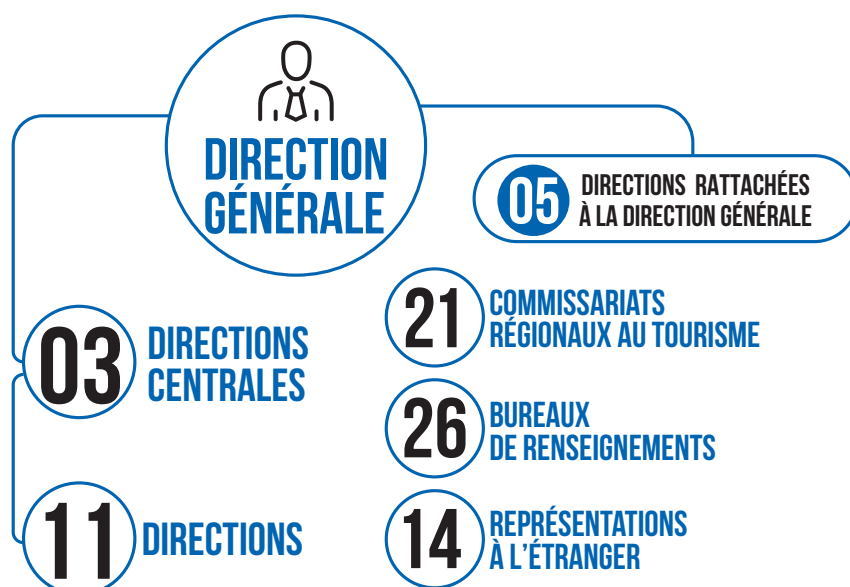 DIRECTION
GÉNÉRALE
05
DIRECTIONS RATTACHÉES
À LA DIRECTION GÉNÉRALE
03
DIRECTIONS
CENTRALES
11
DIRECTIONS
21
COMMISSARIATS
RÉGIONAUX AU TOURISME
26
BUREAUX
DE RENSEIGNEMENTS
14
REPRÉSENTATIONS
À L’ÉTRANGER